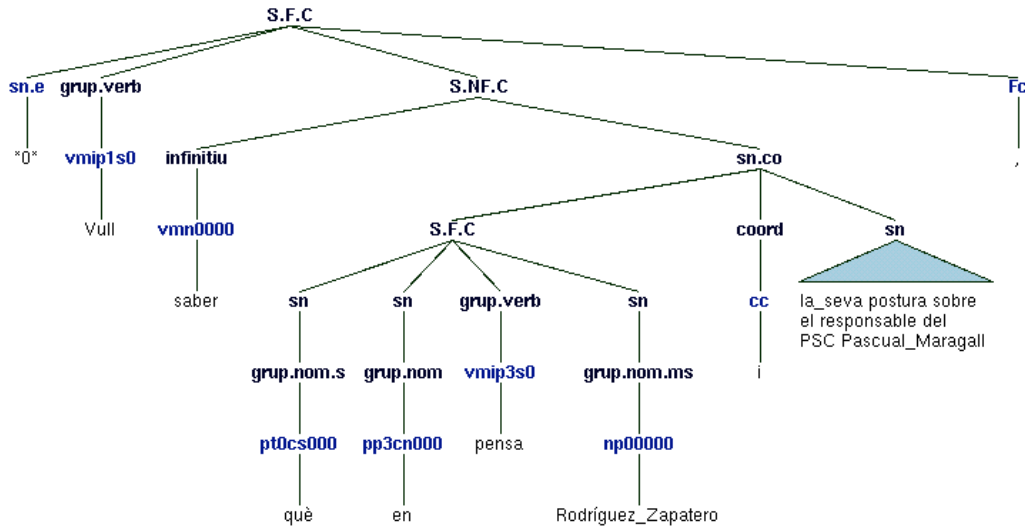 S.F.C
sn.e grup.verb S.NF.C Fc
*0* vmip1s0 infinitiu sn.co ,
Vull vmn0000 S.F.C coord sn
saber sn sn grup.verb sn cc la_seva postura sobre
el responsable del
PSC Pascual_Maragall
grup.nom.s grup.nom vmip3s0 grup.nom.ms i
pt0cs000 pp3cn000 pensa np00000
què en Rodríguez_Zapatero